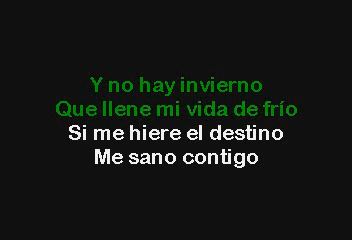 Y no hay invierno
Que llene mi vida de frío
Si me hiere el destino
Me sano contigo